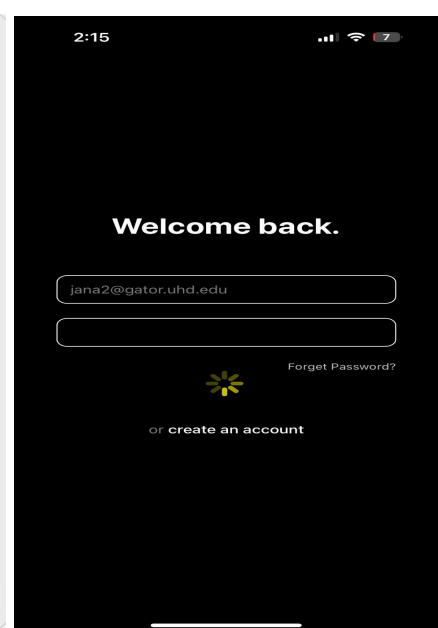 2:15 7
Welcome back.
jana2@gator.uhd.edu
Forget Password?
or create an account